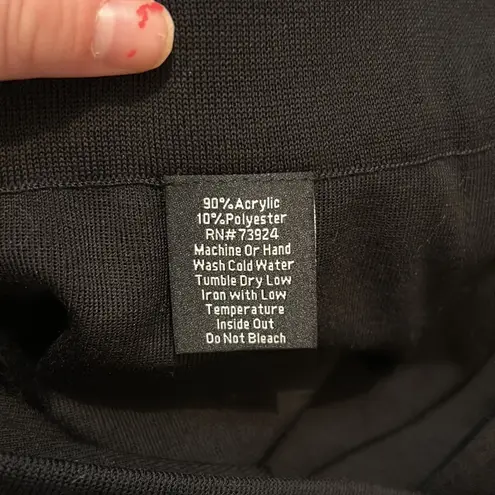 90%Acrylic
10%Polyester
RN#73924
Machine Or Hand
Wash Cold Water
Tumble Dry Low
Iron with Low
Temperature
Inside Out
Do Not Bleach